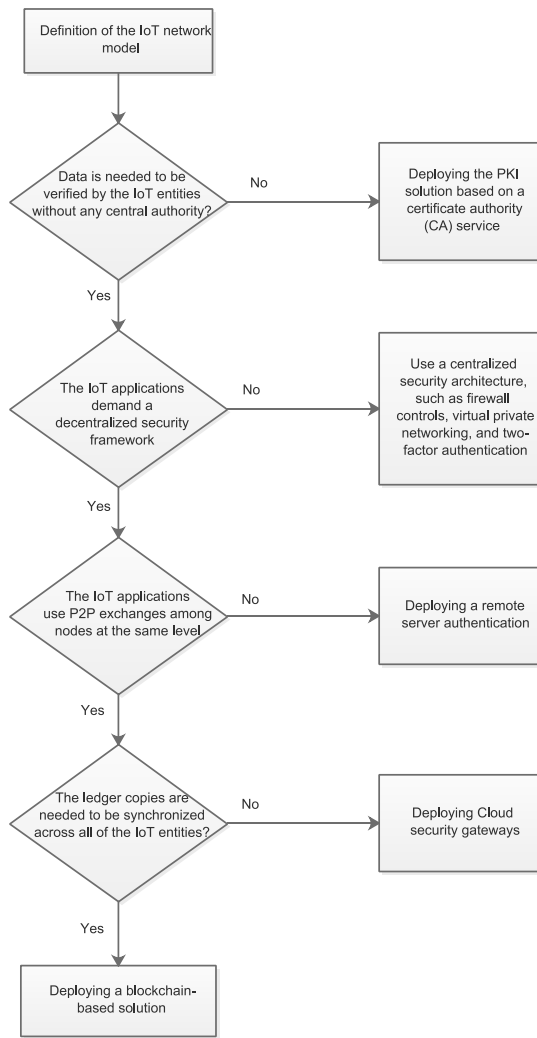 Definition of the IoT network
model
Data is needed to be
verified by the IoT entities
without any central authority?
No
Deploying the PKI
solution based on a
certificate authority
(CA) service
Yes
The IoT applications
demand a
decentralized security
framework
No
Use a centralized
security architecture,
such as firewall
controls, virtual private
networking, and two-
factor authentication
Yes
The IoT applications
use P2P exchanges among
nodes at the same level
No
Deploying a remote
server authentication
Yes
The ledger copies are
needed to be synchronized
across all of the IoT entities?
No
Deploying Cloud
security gateways
Yes
Deploying a blockchain-
based solution